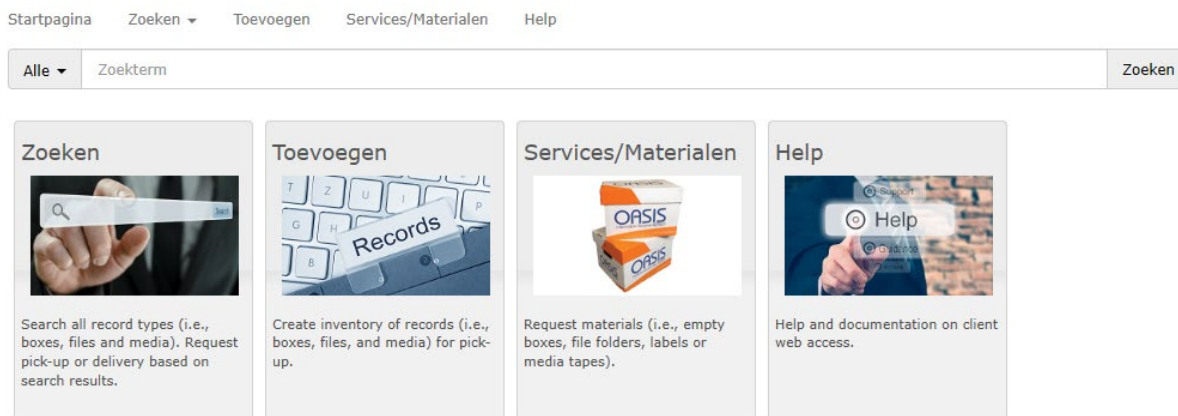 Startpagina Zoeken Toevoegen Services/Materialen Help
Alle Zoekterm Zoeken
Zoeken
Search
Search all record types (i.e.,
boxes, files and media). Request
pick-up or delivery based on
search results.
Toevoegen
T Z U I P
G H
B
Records
Create inventory of records (i.e.,
boxes, files, and media) for pick-
up.
Services/Materialen
OASIS
OASIS
Request materials (i.e., empty
boxes, file folders, labels or
media tapes).
Help
Support
Help
Guidance
Help and documentation on client
web access.